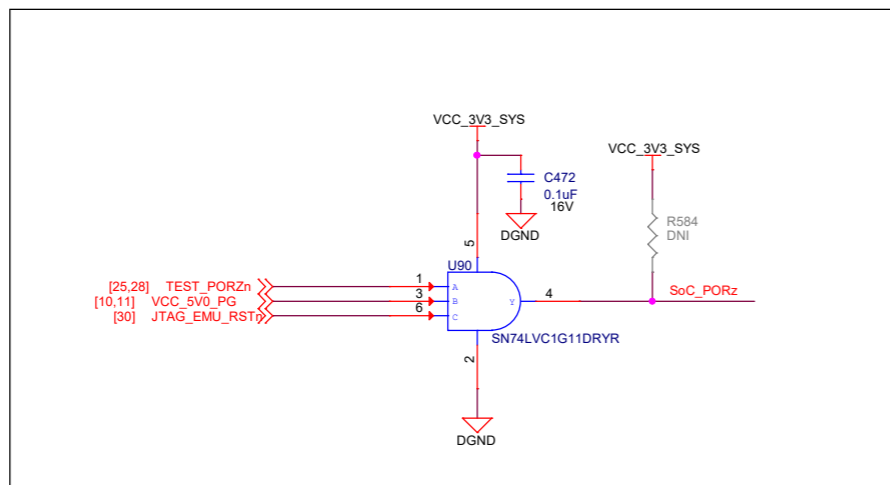 VCC_3V3_SYS
VCC_3V3_SYS
C472
0.1uF
16V
R584
DNI
DGND
5
U90
[25,28] TEST_PORZn 1 A
[10,11] VCC_5V0_PG 3 B Y 4 SoC_PORz
[30] JTAG_EMU_RSTn 6 C
SN74LVC1G11DRYR
2
DGND